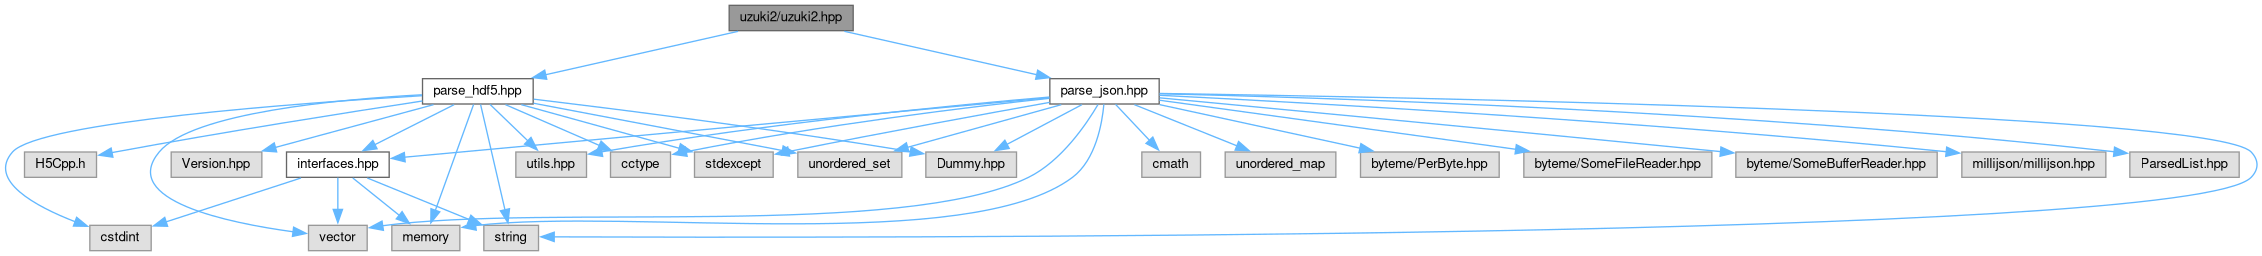 uzuki2/uzuki2.hpp
parse_hdf5.hpp
parse_json.hpp
H5Cpp.h
Version.hpp
interfaces.hpp
utils.hpp
cctype
stdexcept
unordered_set
Dummy.hpp
cmath
unordered_map
byteme/PerByte.hpp
byteme/SomeFileReader.hpp
byteme/SomeBufferReader.hpp
millijson/millijson.hpp
ParsedList.hpp
cstdint
vector
memory
string